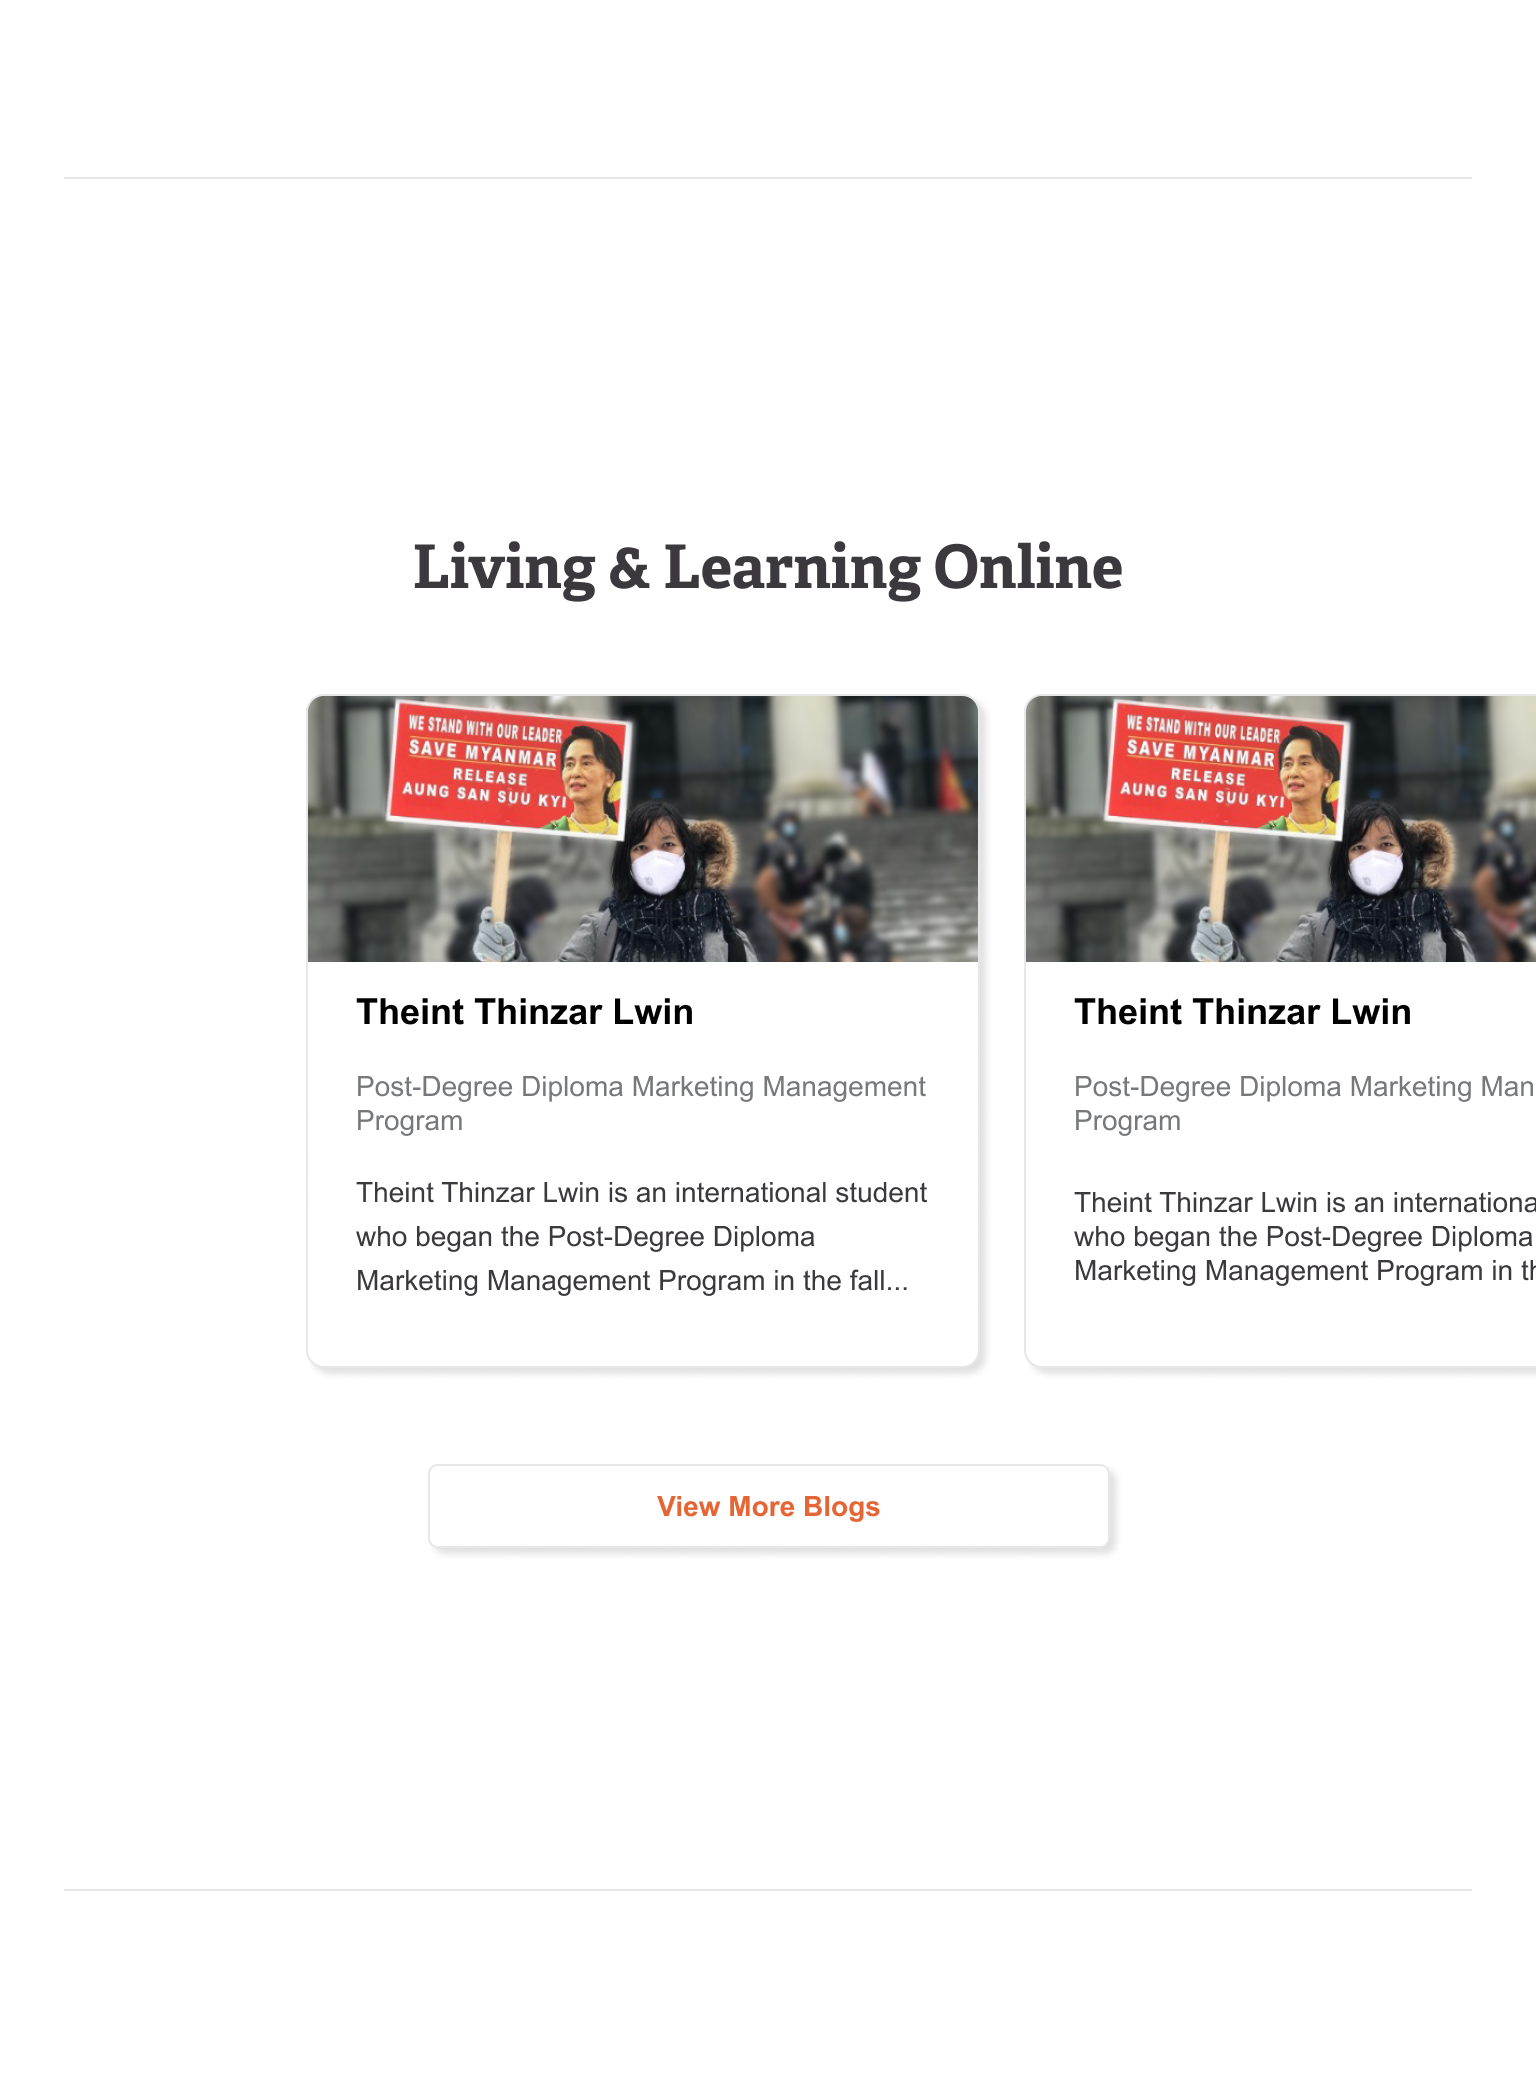 Living & Learning Online
WE STAND WITH OUR LEADER
SAVE MYANMAR
RELEASE
AUNG SAN SUU KYI
Theint Thinzar Lwin
Post-Degree Diploma Marketing Management
Program
Theint Thinzar Lwin is an international student
who began the Post-Degree Diploma
Marketing Management Program in the fall...
WE STAND WITH OUR LEADER
SAVE MYANMAR
RELEASE
AUNG SAN SUU KYI
Theint Thinzar Lwin
Post-Degree Diploma Marketing Man
Program
Theint Thinzar Lwin is an internationa
who began the Post-Degree Diploma
Marketing Management Program in th
View More Blogs